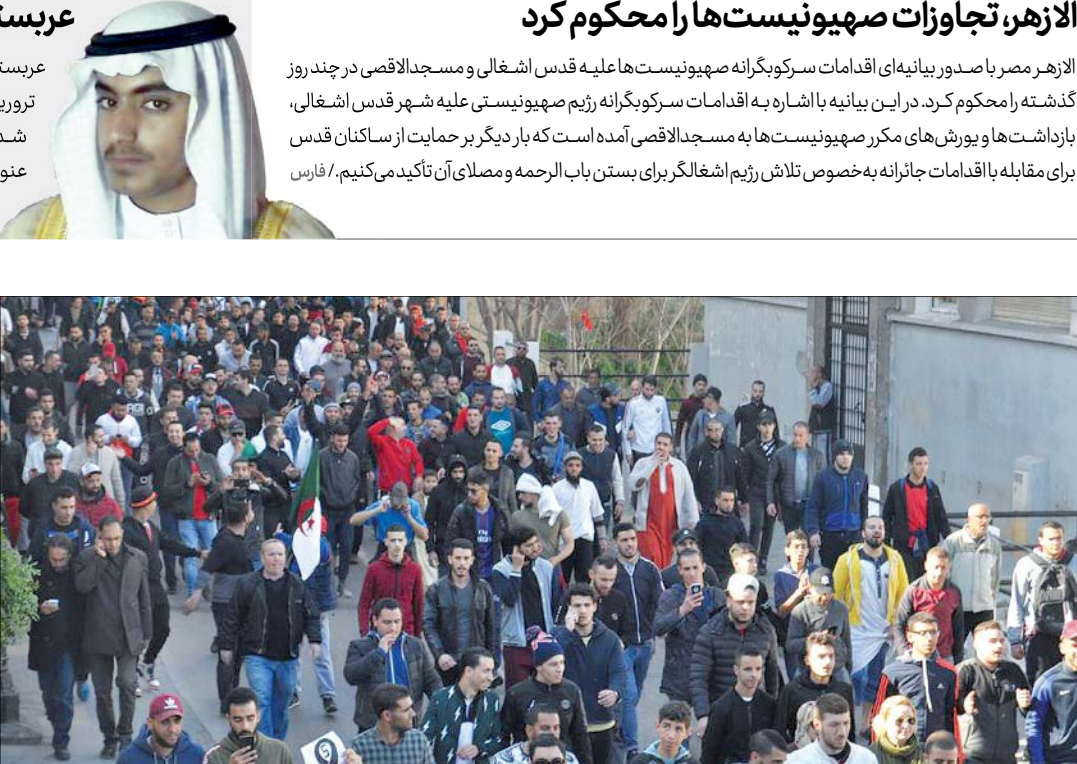 الازهر، تجاوزات صهیونیست‌ها را محکوم کرد
الازهر مصر با صدور بیانیه‌ای اقدامات سرکوبگرانه صهیونیست‌ها علیه قدس اشغالی و مسجدالاقصی در چند روز
گذشته را محکوم کرد. در این بیانیه با اشاره به اقدامات سرکوبگرانه رژیم صهیونیستی علیه شهر قدس اشغالی،
بازداشت‌ها و یورش‌های مکرر صهیونیست‌ها به مسجدالاقصی آمده است که بار دیگر بر حمایت از ساکنان قدس
برای مقابله با اقدامات جائرانه به‌خصوص تلاش رژیم اشغالگر برای بستن باب الرحمه و مصلای آن تأکید می‌کنیم./ فارس